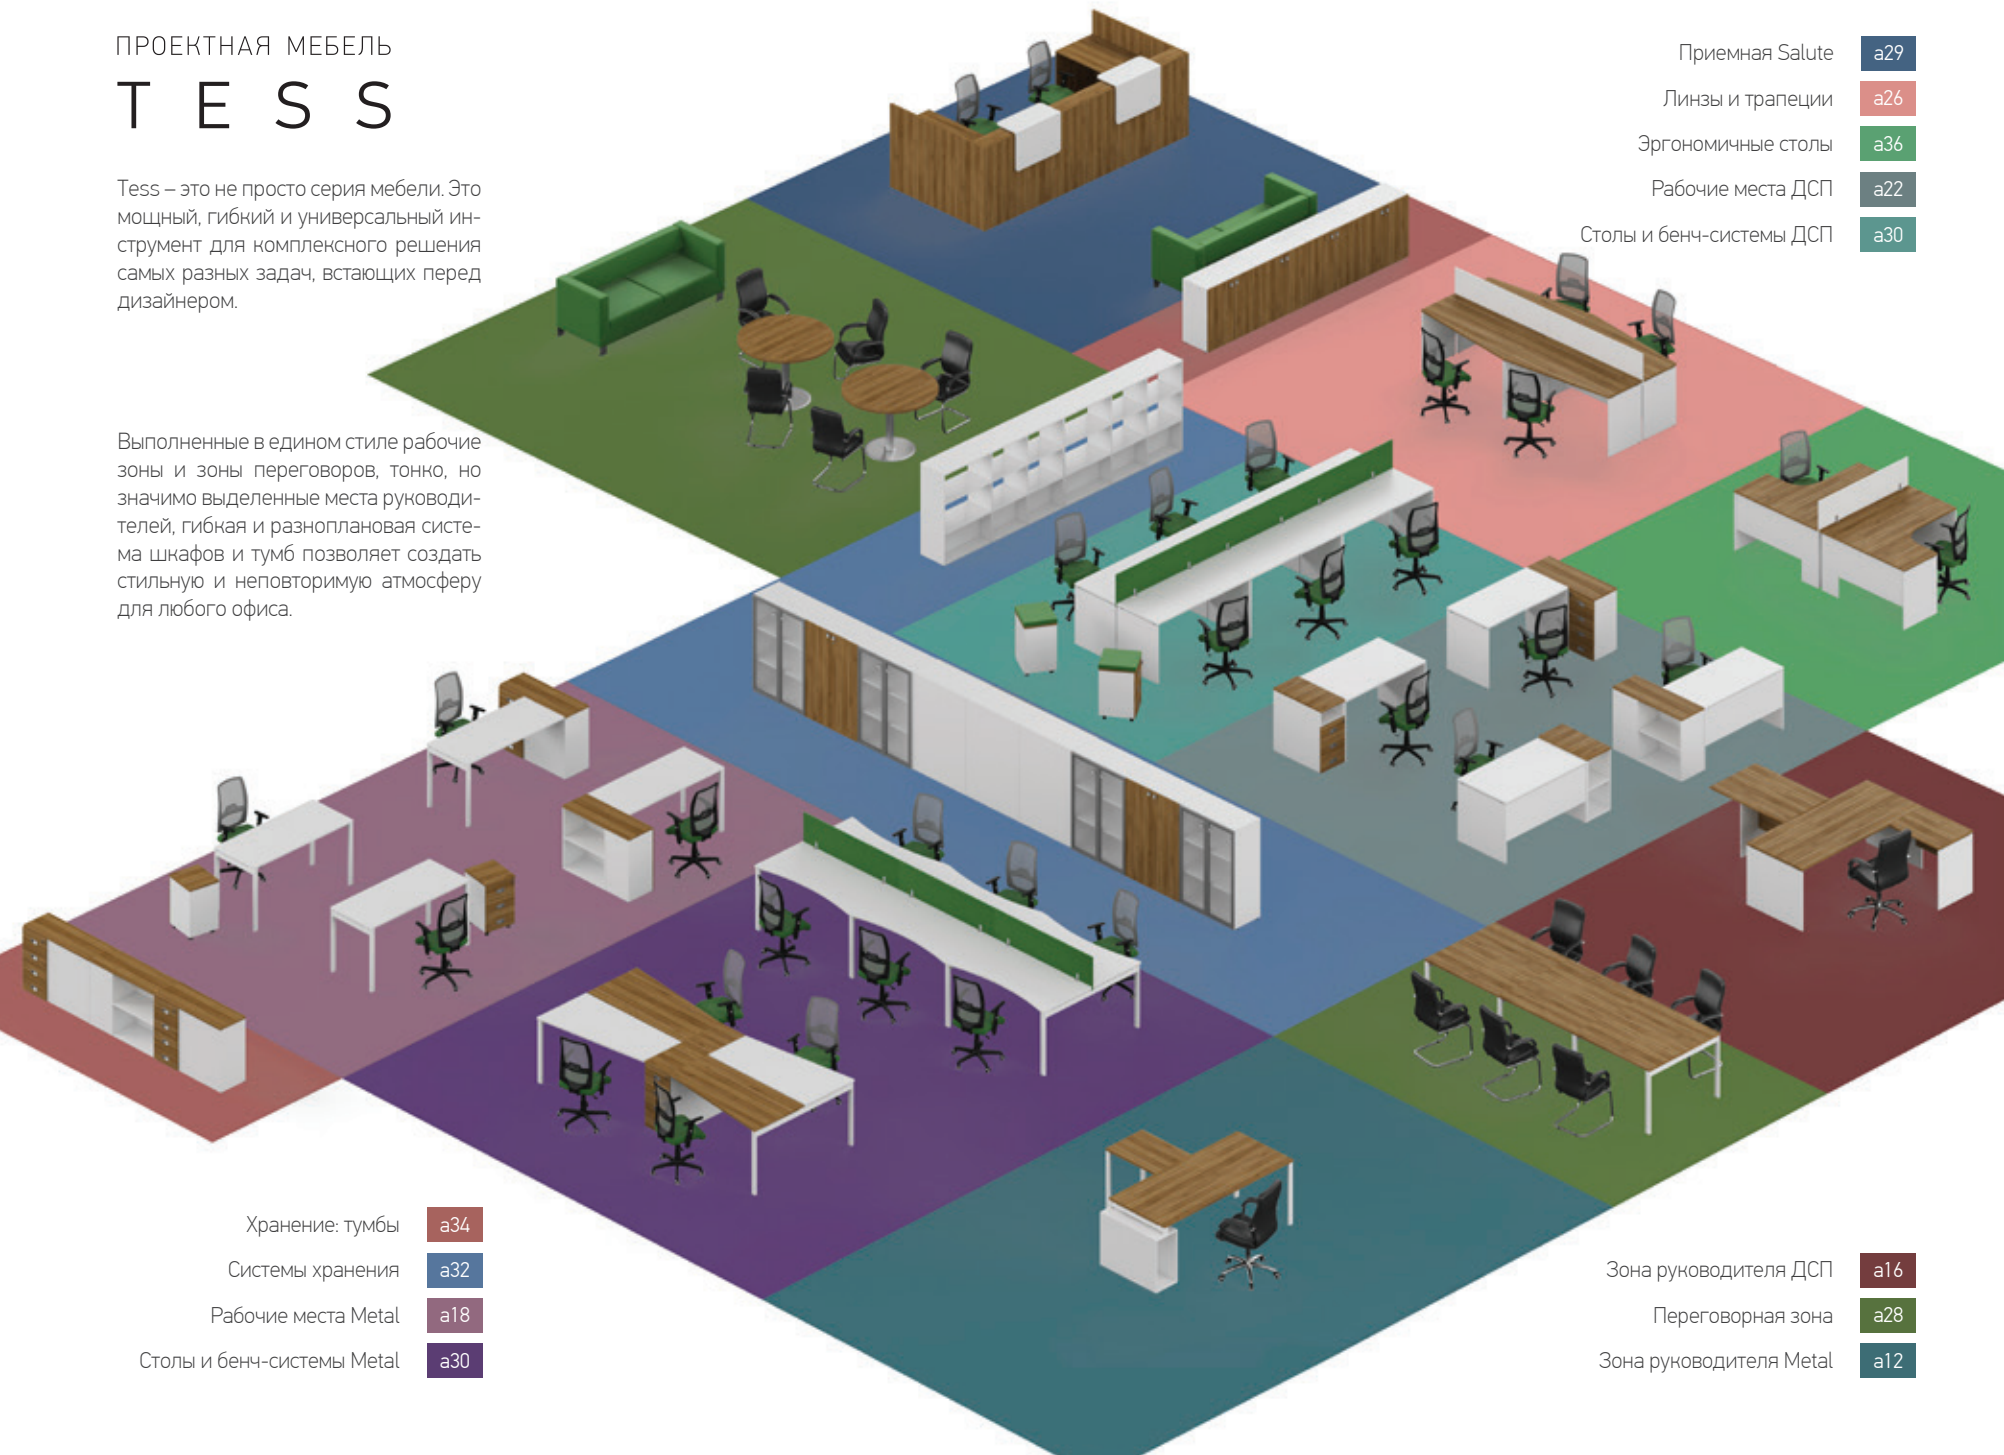 ПРОЕКТНАЯ МЕБЕЛЬ
TESS
Tess – это не просто серия мебели. Это
мощный, гибкий и универсальный ин-
струмент для комплексного решения
самых разных задач, встающих перед
дизайнером.
Выполненные в едином стиле рабочие
зоны и зоны переговоров, тонко, но
значимо выделенные места руководи-
телей, гибкая и разноплановая систе-
ма шкафов и тумб позволяет создать
стильную и неповторимую атмосферу
для любого офиса.
Приемная Salute a29
Линзы и трапеции a26
Эргономичные столы a36
Рабочие места ДСП a22
Столы и бенч-системы ДСП a30
Хранение: тумбы a34
Системы хранения a32
Рабочие места Metal a18
Столы и бенч-системы Metal a30
Зона руководителя ДСП a16
Переговорная зона a28
Зона руководителя Metal a12